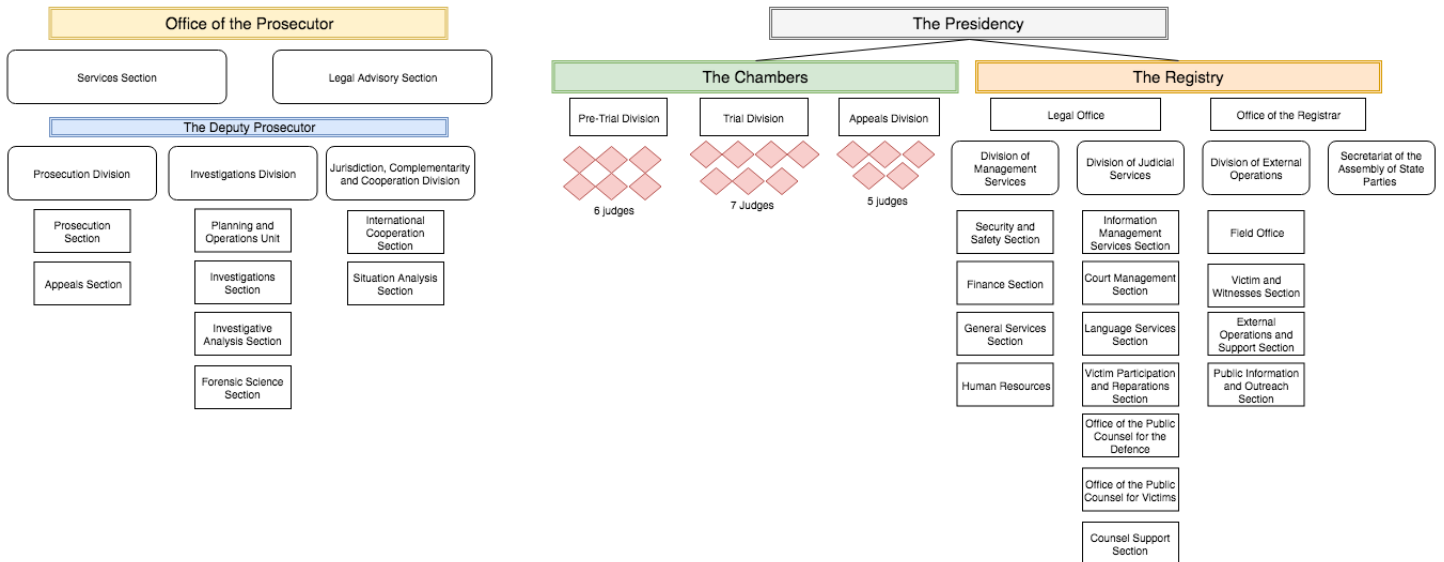 Office of the Prosecutor
Services Section
Legal Advisory Section
The Deputy Prosecutor
Prosecution Division
Investigations Division
Jurisdiction, Complementarity
and Cooperation Division
Prosecution
Section
Appeals Section
Planning and
Operations Unit
Investigations
Section
Investigative
Analysis Section
Forensic Science
Section
International
Cooperation
Section
Situation Analysis
Section
The Presidency
The Chambers
Pre-Trial Division
Trial Division
Appeals Division
6 judges
7 Judges
5 judges
The Registry
Legal Office
Office of the Registrar
Division of
Management
Services
Division of Judicial
Services
Division of External
Operations
Secretariat of the
Assembly of State
Parties
Security and
Safety Section
Finance Section
General Services
Section
Human Resources
Information
Management
Services Section
Court Management
Section
Language Services
Section
Victim Participation
and Reparations
Section
Office of the Public
Counsel for the
Defence
Office of the Public
Counsel for Victims
Counsel Support
Section
Field Office
Victim and
Witnesses Section
External
Operations and
Support Section
Public Information
and Outreach
Section